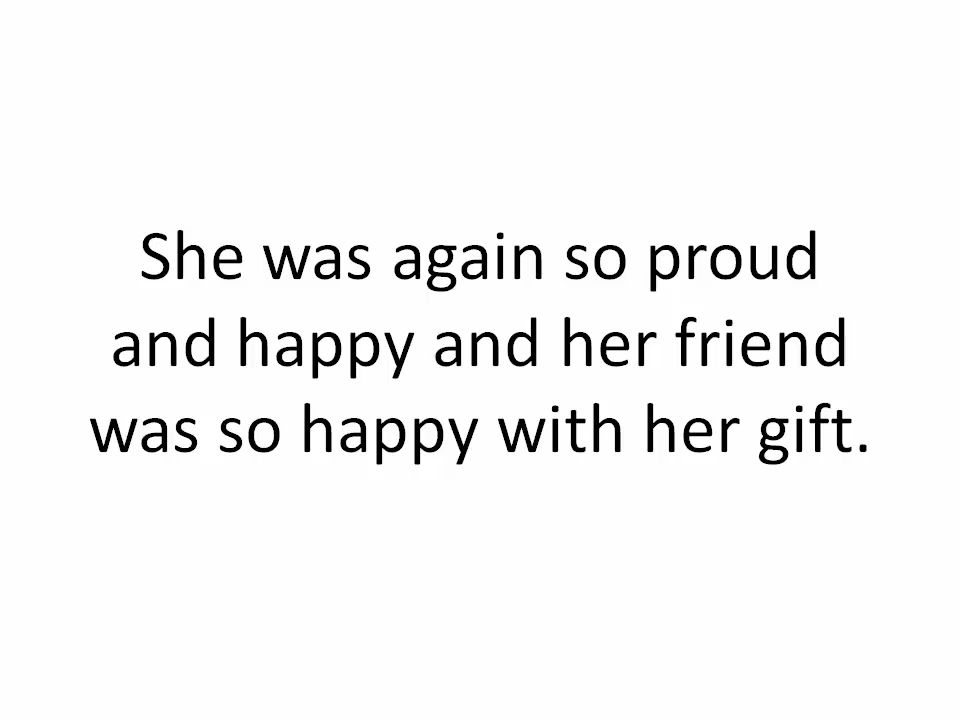 She was again so proud
and happy and her friend
was so happy with her gift.